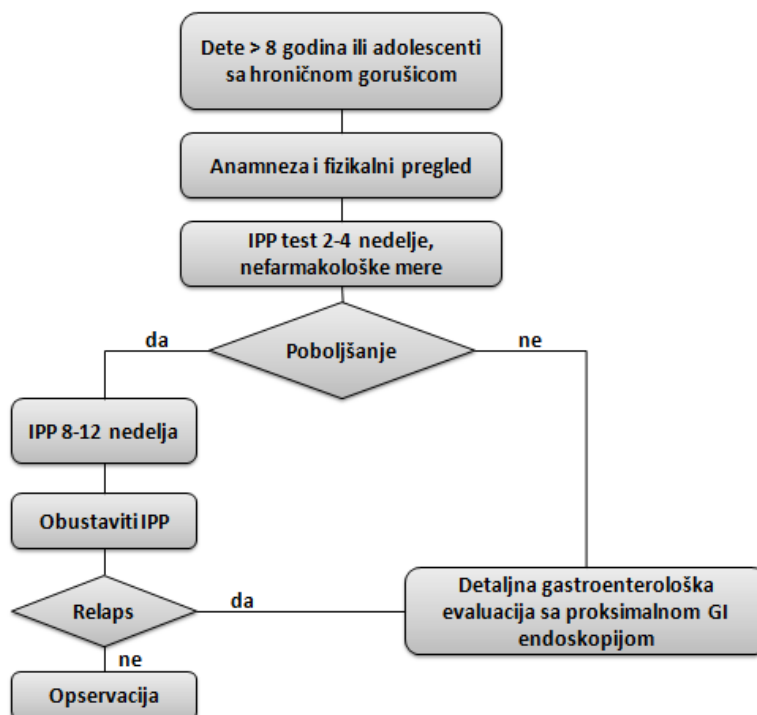 Dete > 8 godina ili adolescenti
sa hroničnom gorušicom
Anamneza i fizikalni pregled
IPP test 2-4 nedelje,
nefarmakološke mere
Poboljšanje
da
ne
IPP 8-12 nedelja
Obustaviti IPP
Relaps
da
ne
Opservacija
Detaljna gastroenterološka
evaluacija sa proksimalnom GI
endoskopijom